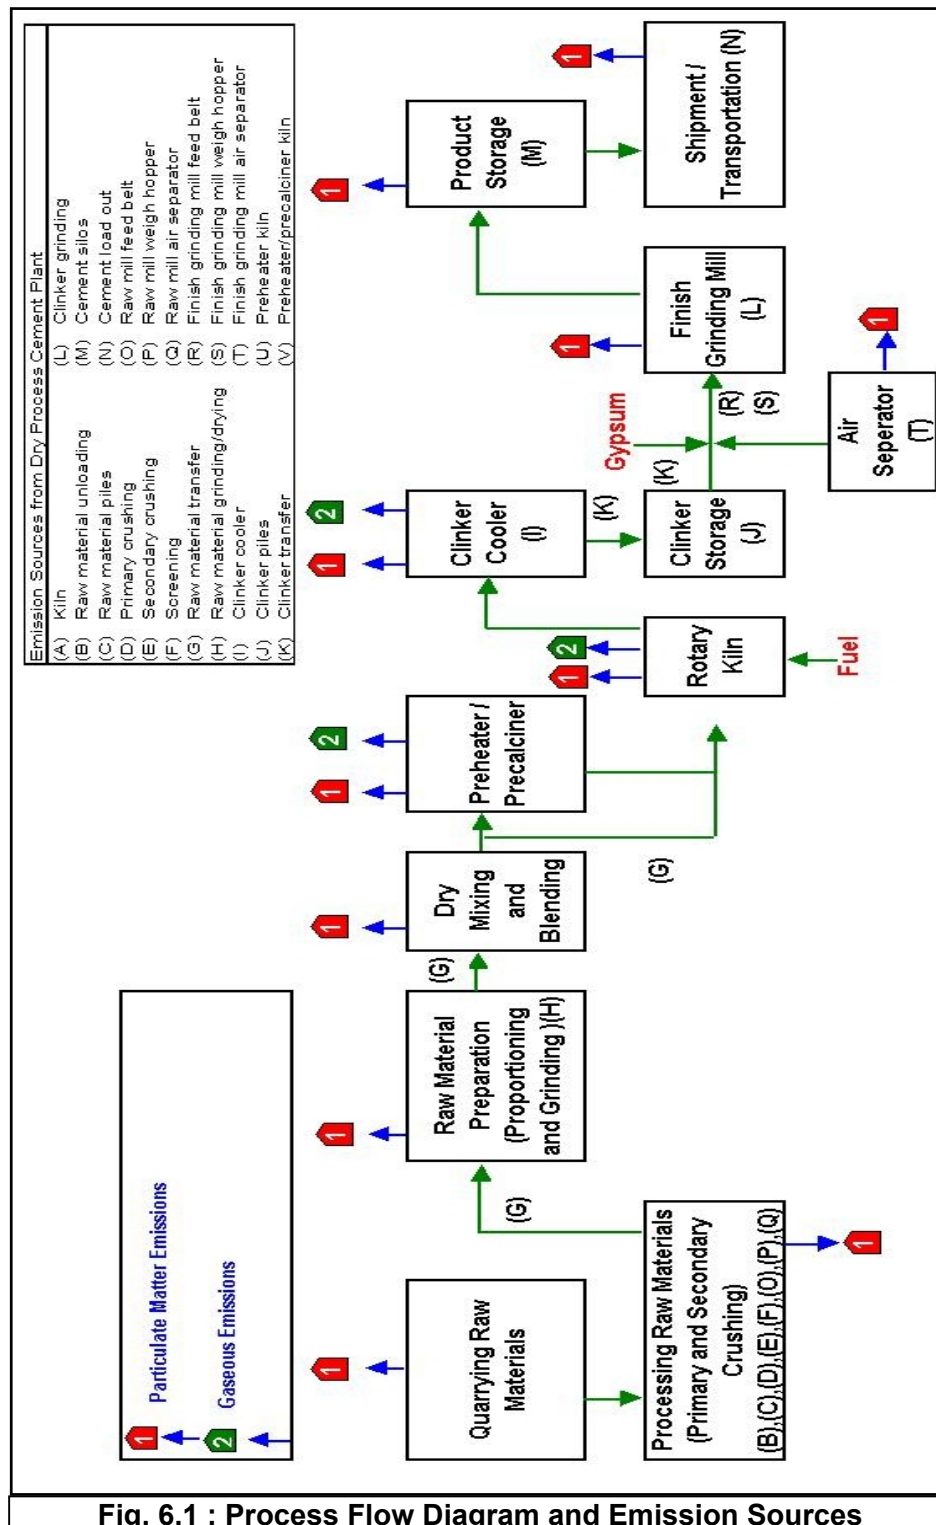 Emission Sources from Dry Process Cement Plant
(A) Kiln
(B) Raw material unloading
(C) Raw material piles
(D) Primary crushing
(E) Secondary crushing
(F) Screening
(G) Raw material transfer
(H) Raw material grinding/drying
(I) Clinker cooler
(J) Clinker piles
(K) Clinker transfer
(L) Clinker grinding
(M) Cement silos
(N) Cement load out
(O) Raw mill feed belt
(P) Raw mill weigh hopper
(Q) Raw mill air separator
(R) Finish grinding mill feed belt
(S) Finish grinding mill weigh hopper
(T) Finish grinding mill air separator
(U) Preheater kiln
(V) Preheater/precalciner kiln
1
Particulate Matter Emissions
2
Gaseous Emissions
1
Quarrying Raw
Materials
Processing Raw Materials
(Primary and Secondary
Crushing)
(B),(C),(D),(E),(F),(O),(P),(Q)
1
(G)
1
Raw Material
Preparation
(Proportioning
and Grinding )(H)
(G)
1
Dry
Mixing
and
Blending
(G)
1
2
Preheater /
Precalciner
1
2
Rotary
Kiln
Fuel
1
2
Clinker
Cooler
(I)
(K)
Clinker
Storage
(J)
(K)
Gypsum
(R)
(S)
Air
Seperator
(T)
1
1
Finish
Grinding Mill
(L)
1
Product
Storage
(M)
1
Shipment /
Transportation (N)
Fig. 6.1 : Process Flow Diagram and Emission Sources